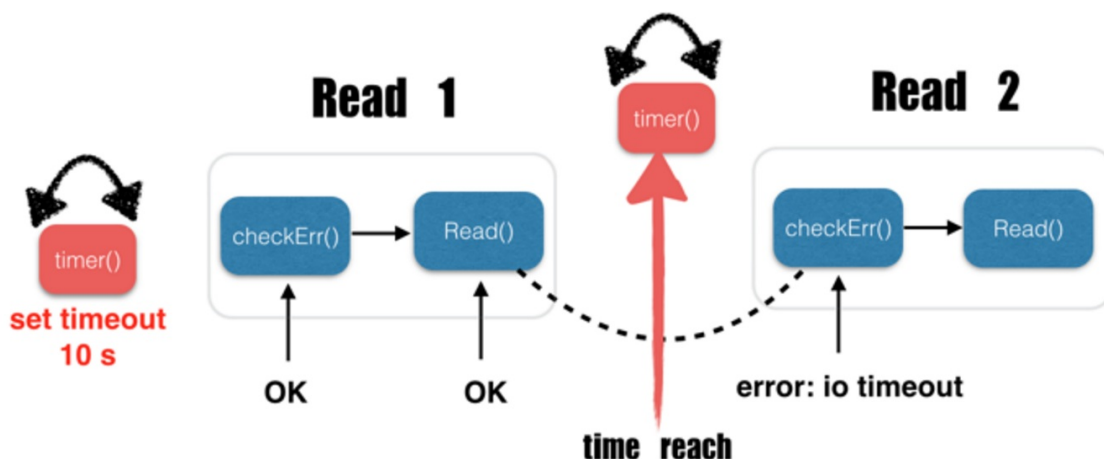 Read 1
timer()
Read 2
timer()
set timeout
10 s
checkErr()
Read()
checkErr()
Read()
OK
OK
error: io timeout
time reach